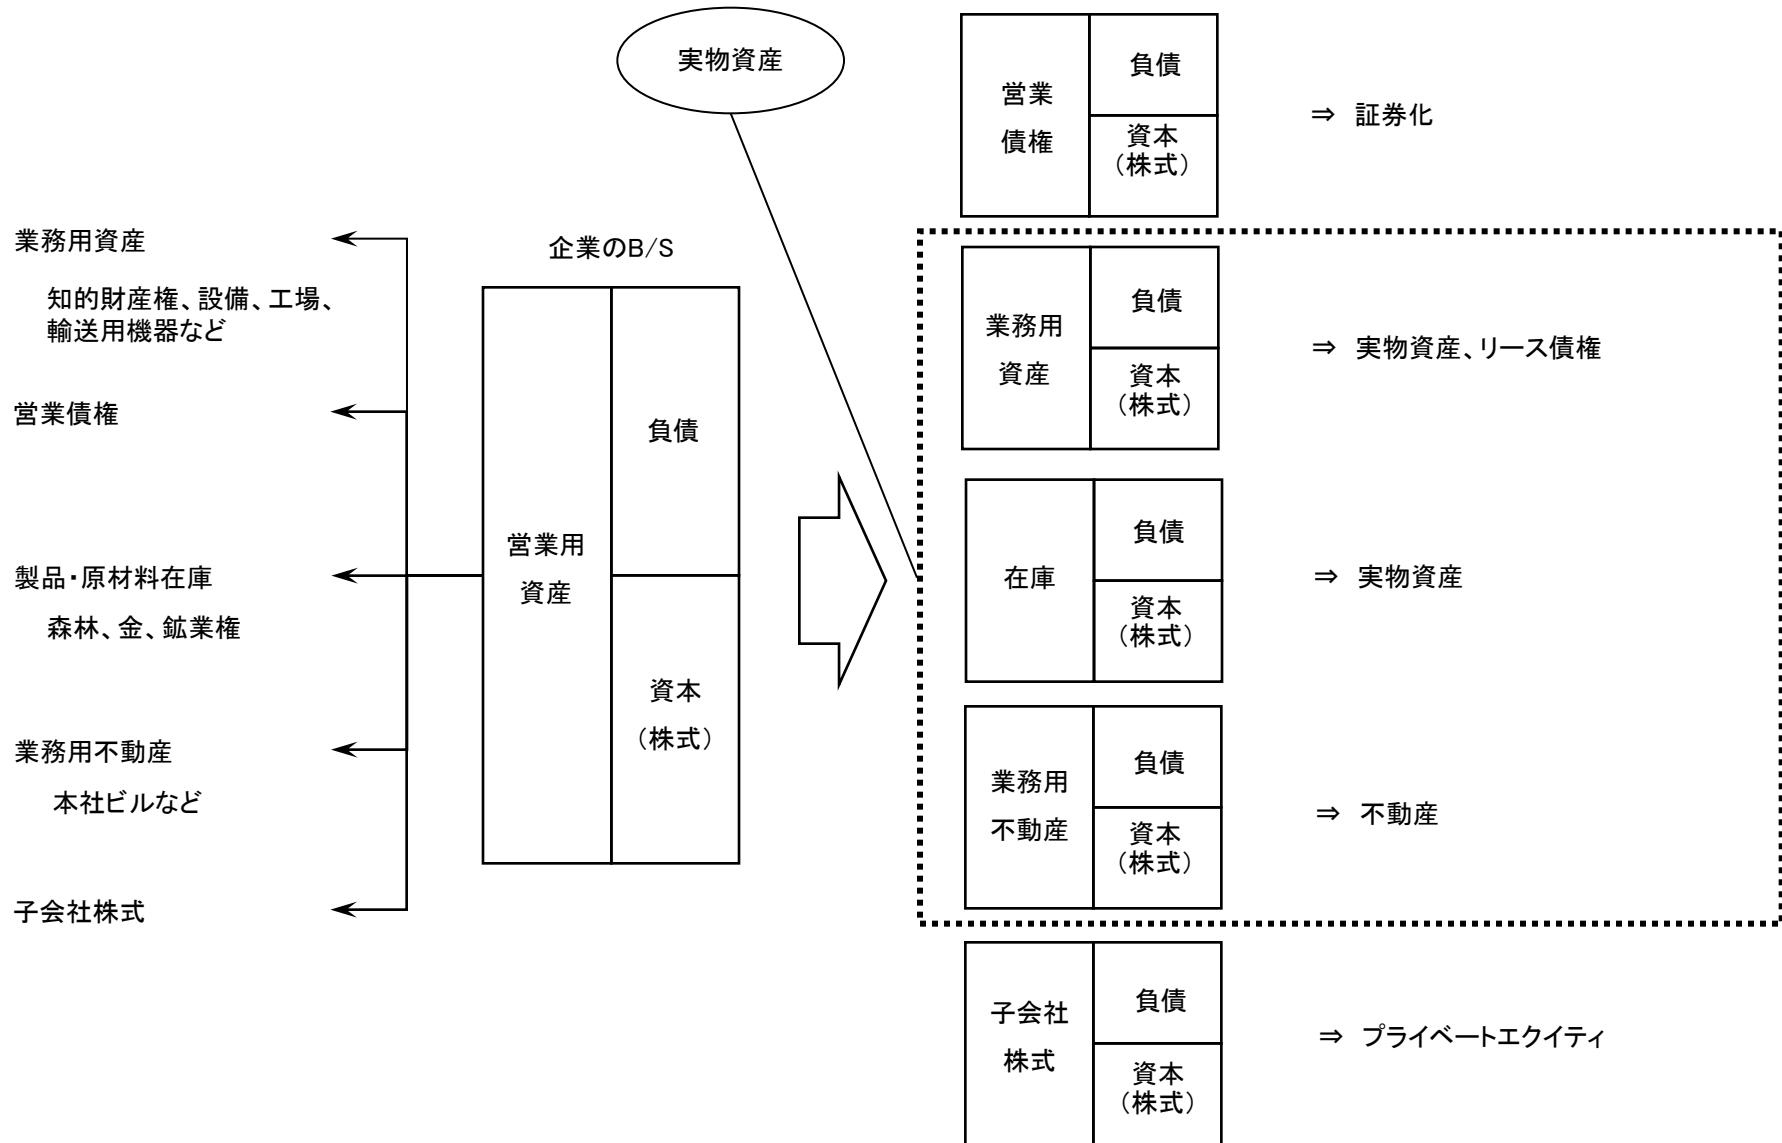 実物資産
業務用資産
知的財産権、設備、工場、
輸送用機器など
営業債権
製品・原材料在庫
森林、金、鉱業権
業務用不動産
本社ビルなど
子会社株式
企業のB/S
営業用
資産
負債
資本
（株式）
営業
債権
負債
資本
（株式）
⇒ 証券化
業務用
資産
負債
資本
（株式）
⇒ 実物資産、リース債権
在庫
負債
資本
（株式）
⇒ 実物資産
業務用
不動産
負債
資本
（株式）
⇒ 不動産
子会社
株式
負債
資本
（株式）
⇒ プライベートエクイティ